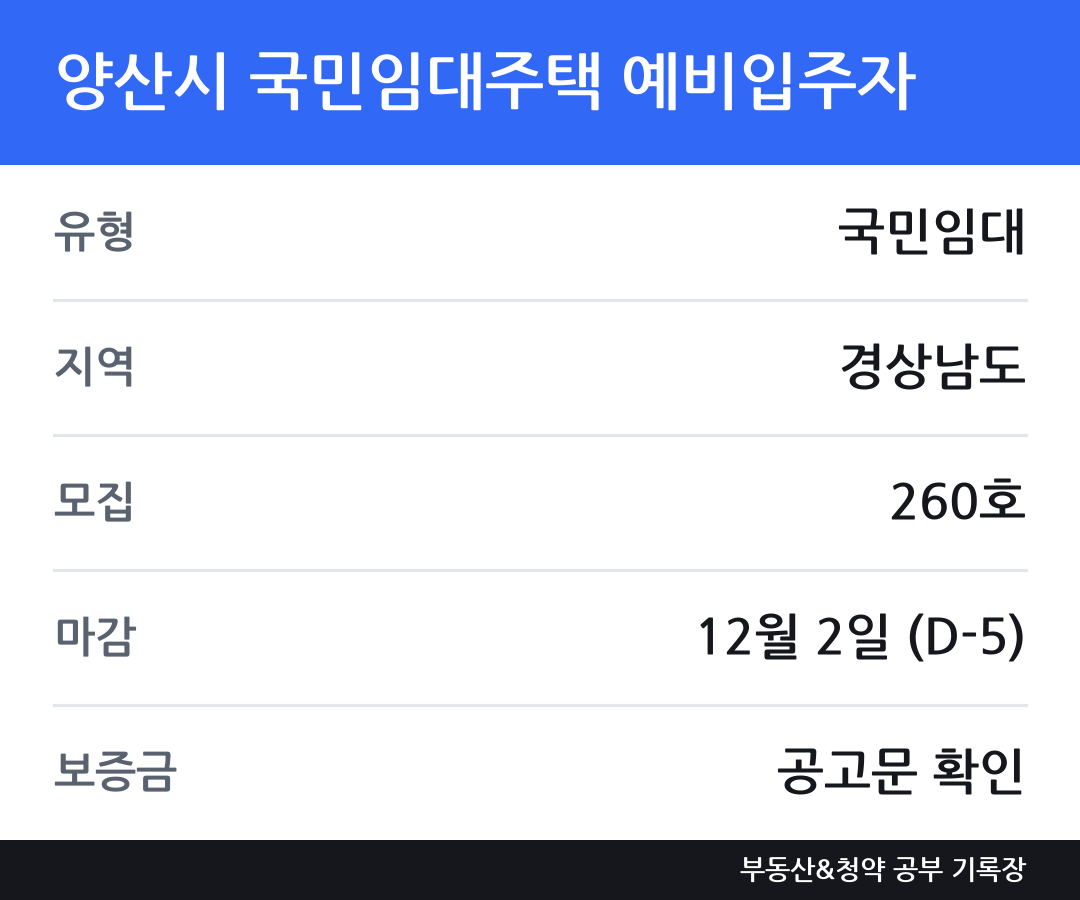 양산시 국민임대주택 예비입주자
유형 국민임대
지역 경상남도
모집 260호
마감 12월 2일 (D-5)
보증금 공고문 확인
부동산&청약 공부 기록장